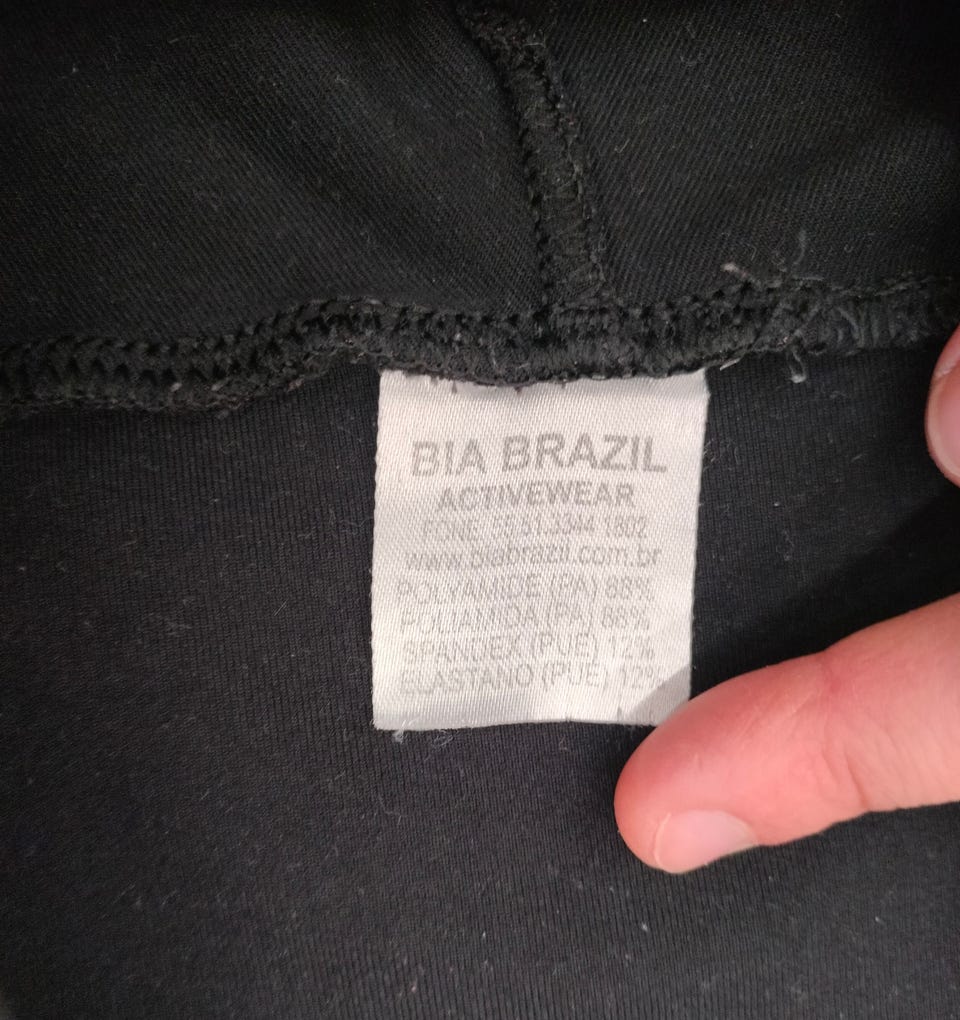 BIA BRAZIL
ACTIVEWEAR
FONE 55 51.3344 1802
www.biabrazil.com.br
POLYAMIDE (PA) 88%
POLIAMIDA (PA) 88%
SPANDEX (PUE) 12%
ELASTANO (PUE) 12%